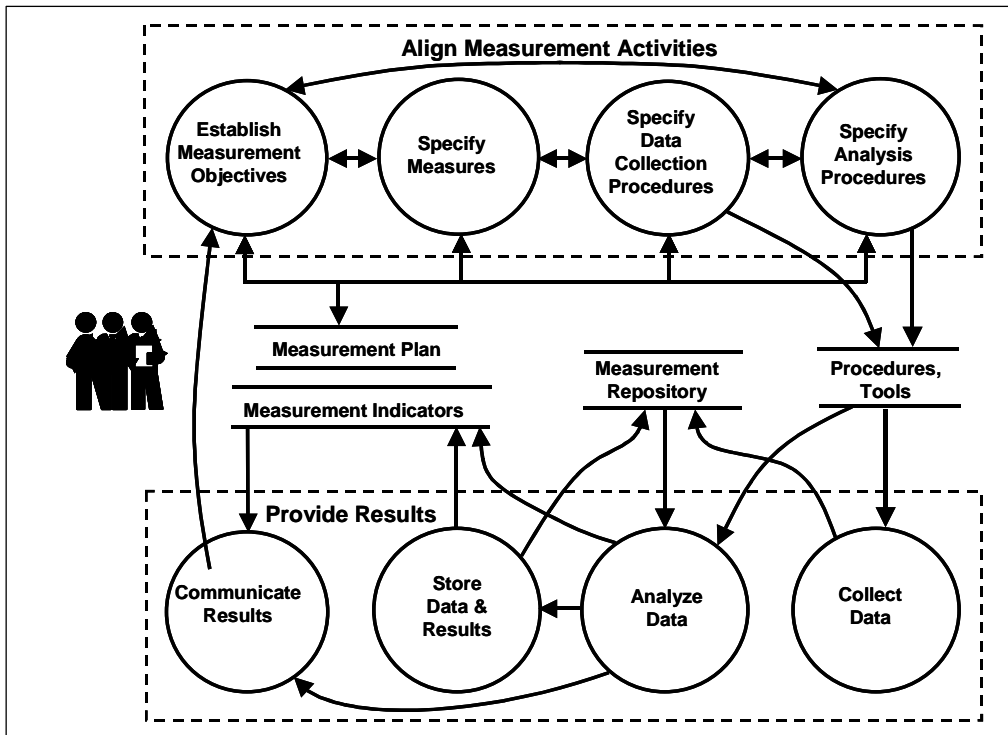 Align Measurement Activities
Establish
Measurement
Objectives
Specify
Measures
Specify
Data
Collection
Procedures
Specify
Analysis
Procedures
Measurement Plan
Measurement Indicators
Measurement
Repository
Procedures,
Tools
Provide Results
Communicate
Results
Store
Data &
Results
Analyze
Data
Collect
Data